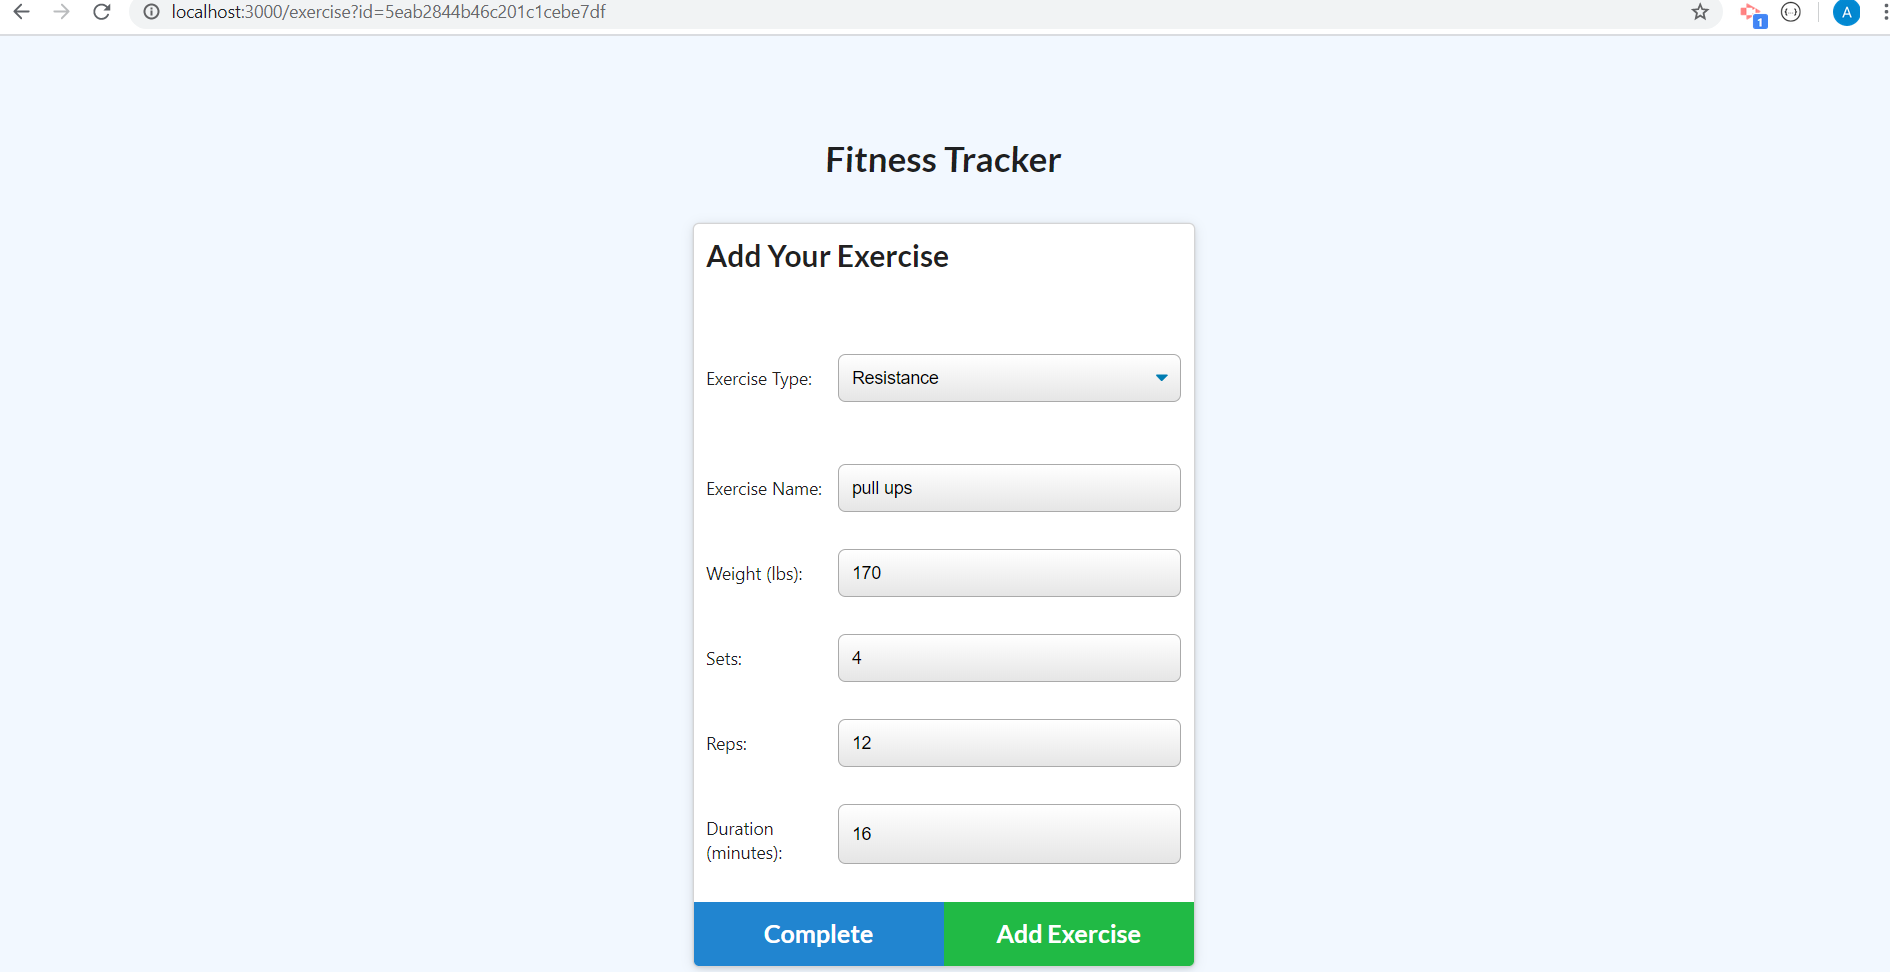 localhost:3000/exercise?id=5eab2844b46c201c1cebe7df
1
A
Fitness Tracker
Add Your Exercise
Exercise Type: Resistance
Exercise Name: pull ups
Weight (lbs): 170
Sets: 4
Reps: 12
Duration
(minutes): 16
Complete Add Exercise